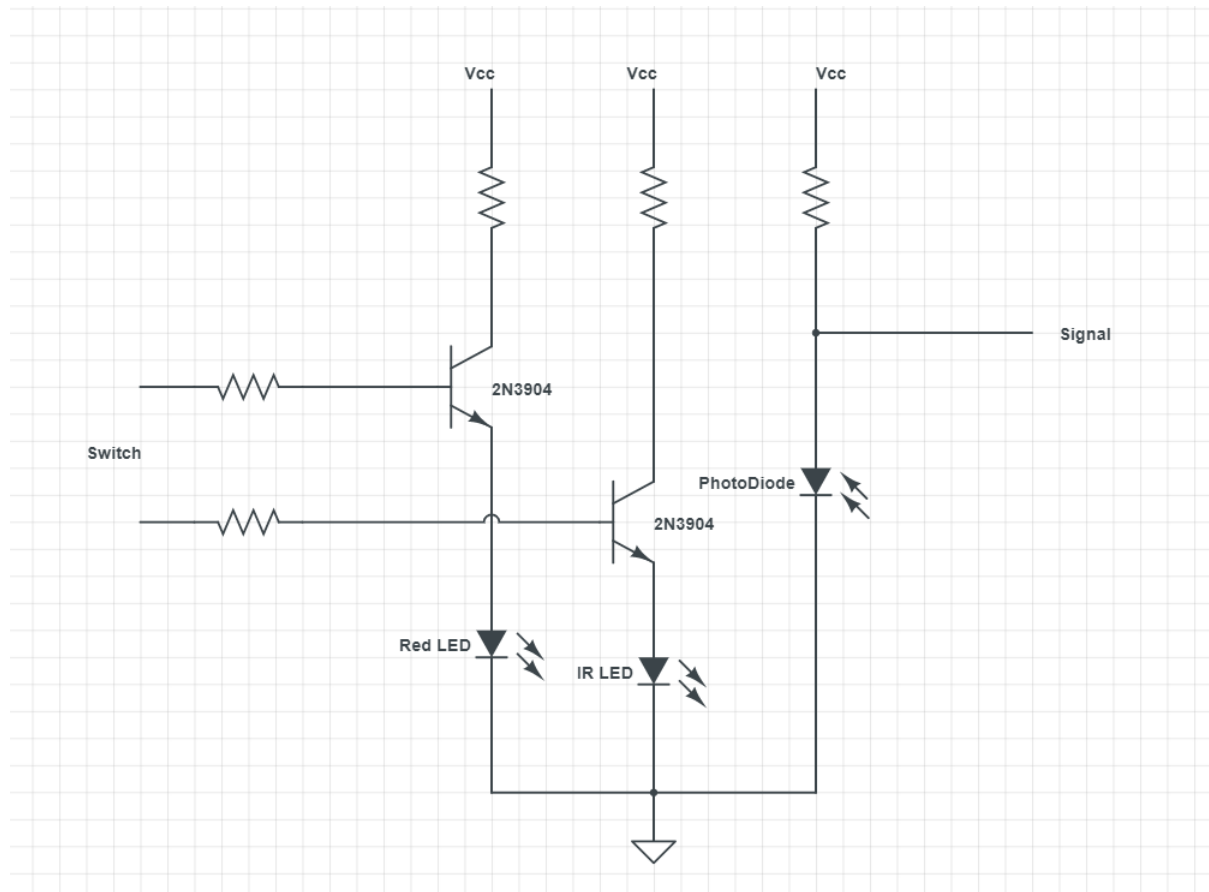 Vcc
Vcc
Vcc
Signal
2N3904
Switch
PhotoDiode
2N3904
Red LED
IR LED